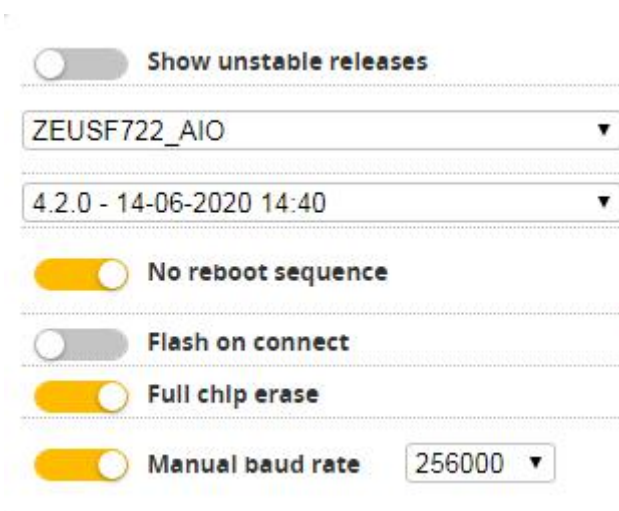 Show unstable releases
ZEUSF722_AIO
4.2.0 - 14-06-2020 14:40
No reboot sequence
Flash on connect
Full chip erase
Manual baud rate 256000